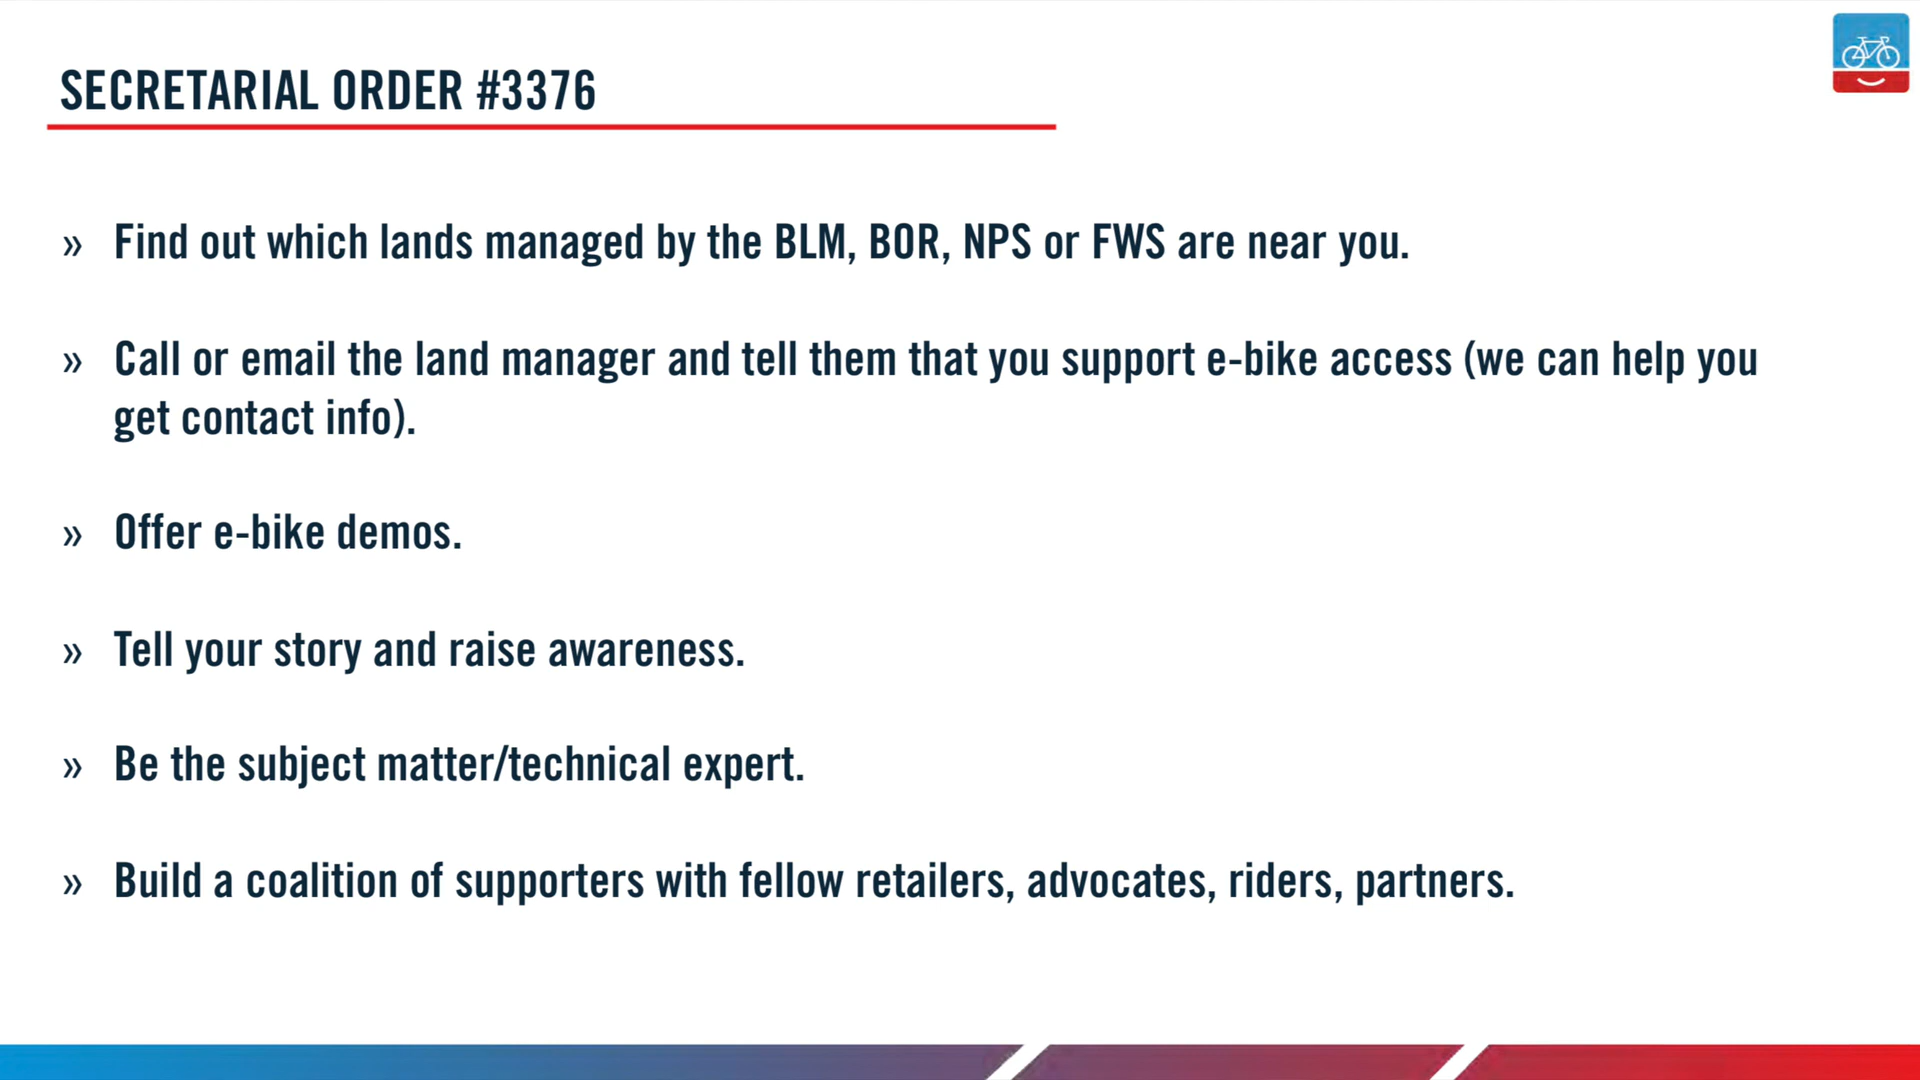 SECRETARIAL ORDER #3376
» Find out which lands managed by the BLM, BOR, NPS or FWS are near you.
» Call or email the land manager and tell them that you support e-bike access (we can help you
get contact info).
» Offer e-bike demos.
» Tell your story and raise awareness.
» Be the subject matter/technical expert.
» Build a coalition of supporters with fellow retailers, advocates, riders, partners.